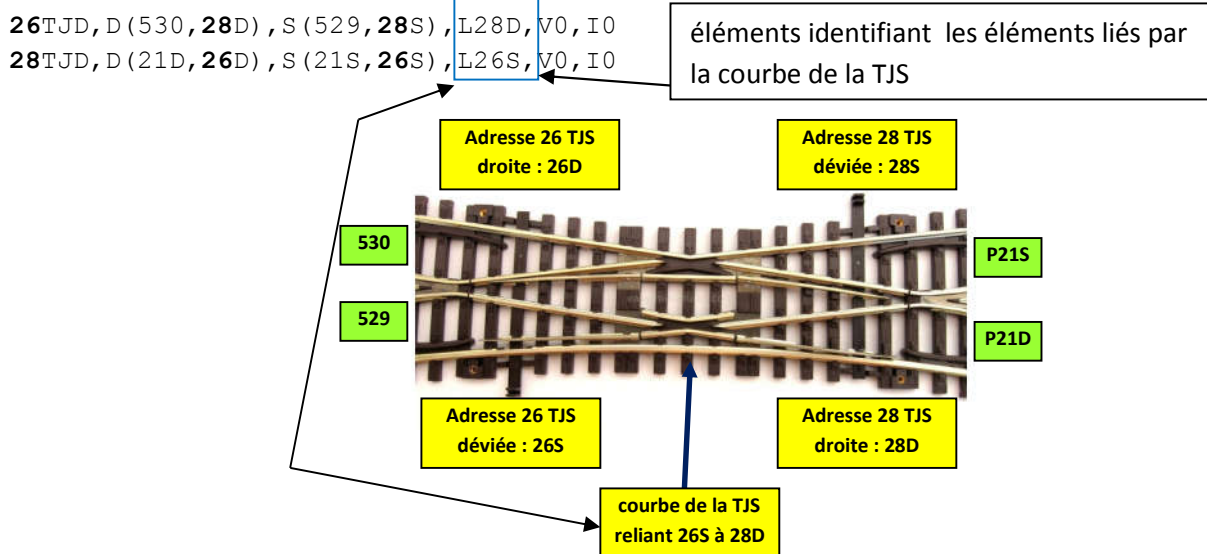 26TJD,D(530,28D),S(529,28S),L28D,V0,I0
28TJD,D(21D,26D),S(21S,26S),L26S,V0,I0
éléments identifiant les éléments liés par
la courbe de la TJS
Adresse 26 TJS
droite : 26D
Adresse 28 TJS
déviée : 28S
530
P21S
529
P21D
Adresse 26 TJS
déviée : 26S
Adresse 28 TJS
droite : 28D
courbe de la TJS
reliant 26S à 28D